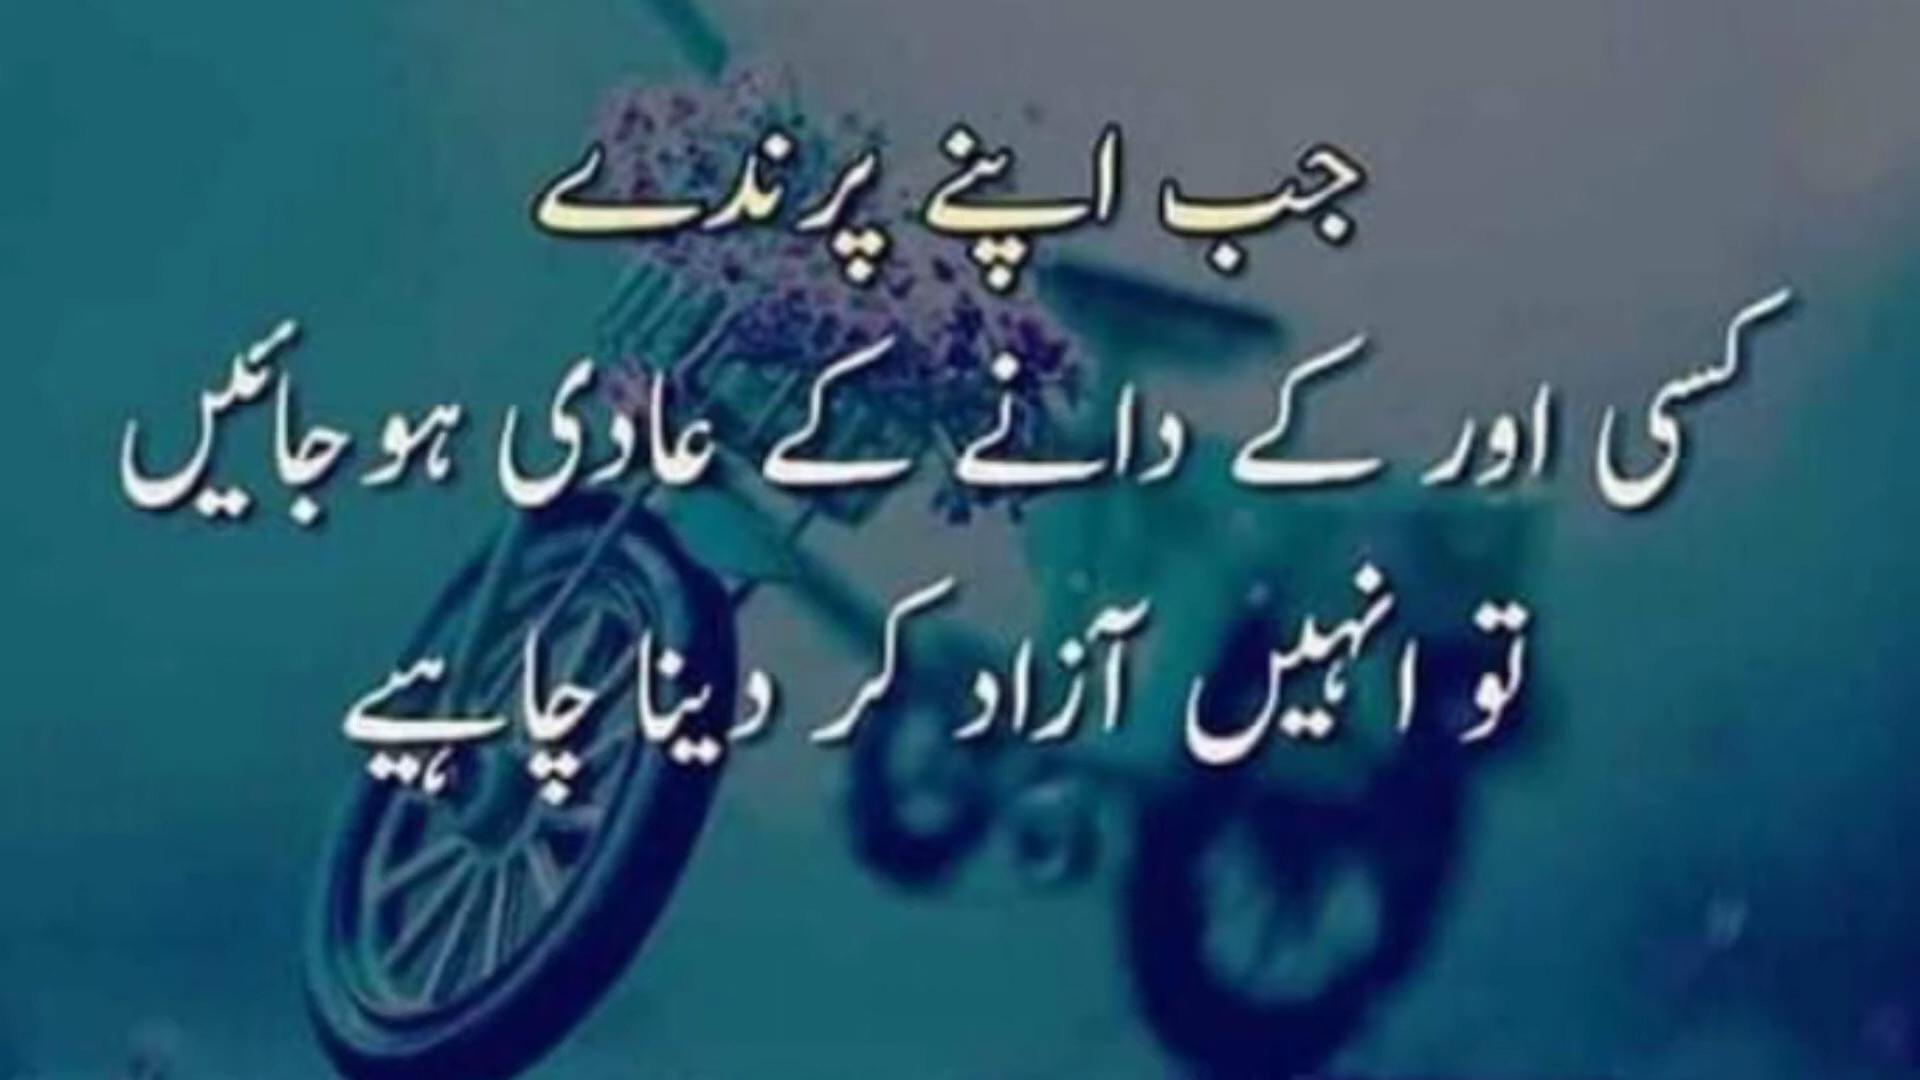 جب اپنے پرندے
کسی اور کے دانے کے عادی ہو جائیں
تو انہیں آزاد کر دینا چاہیے